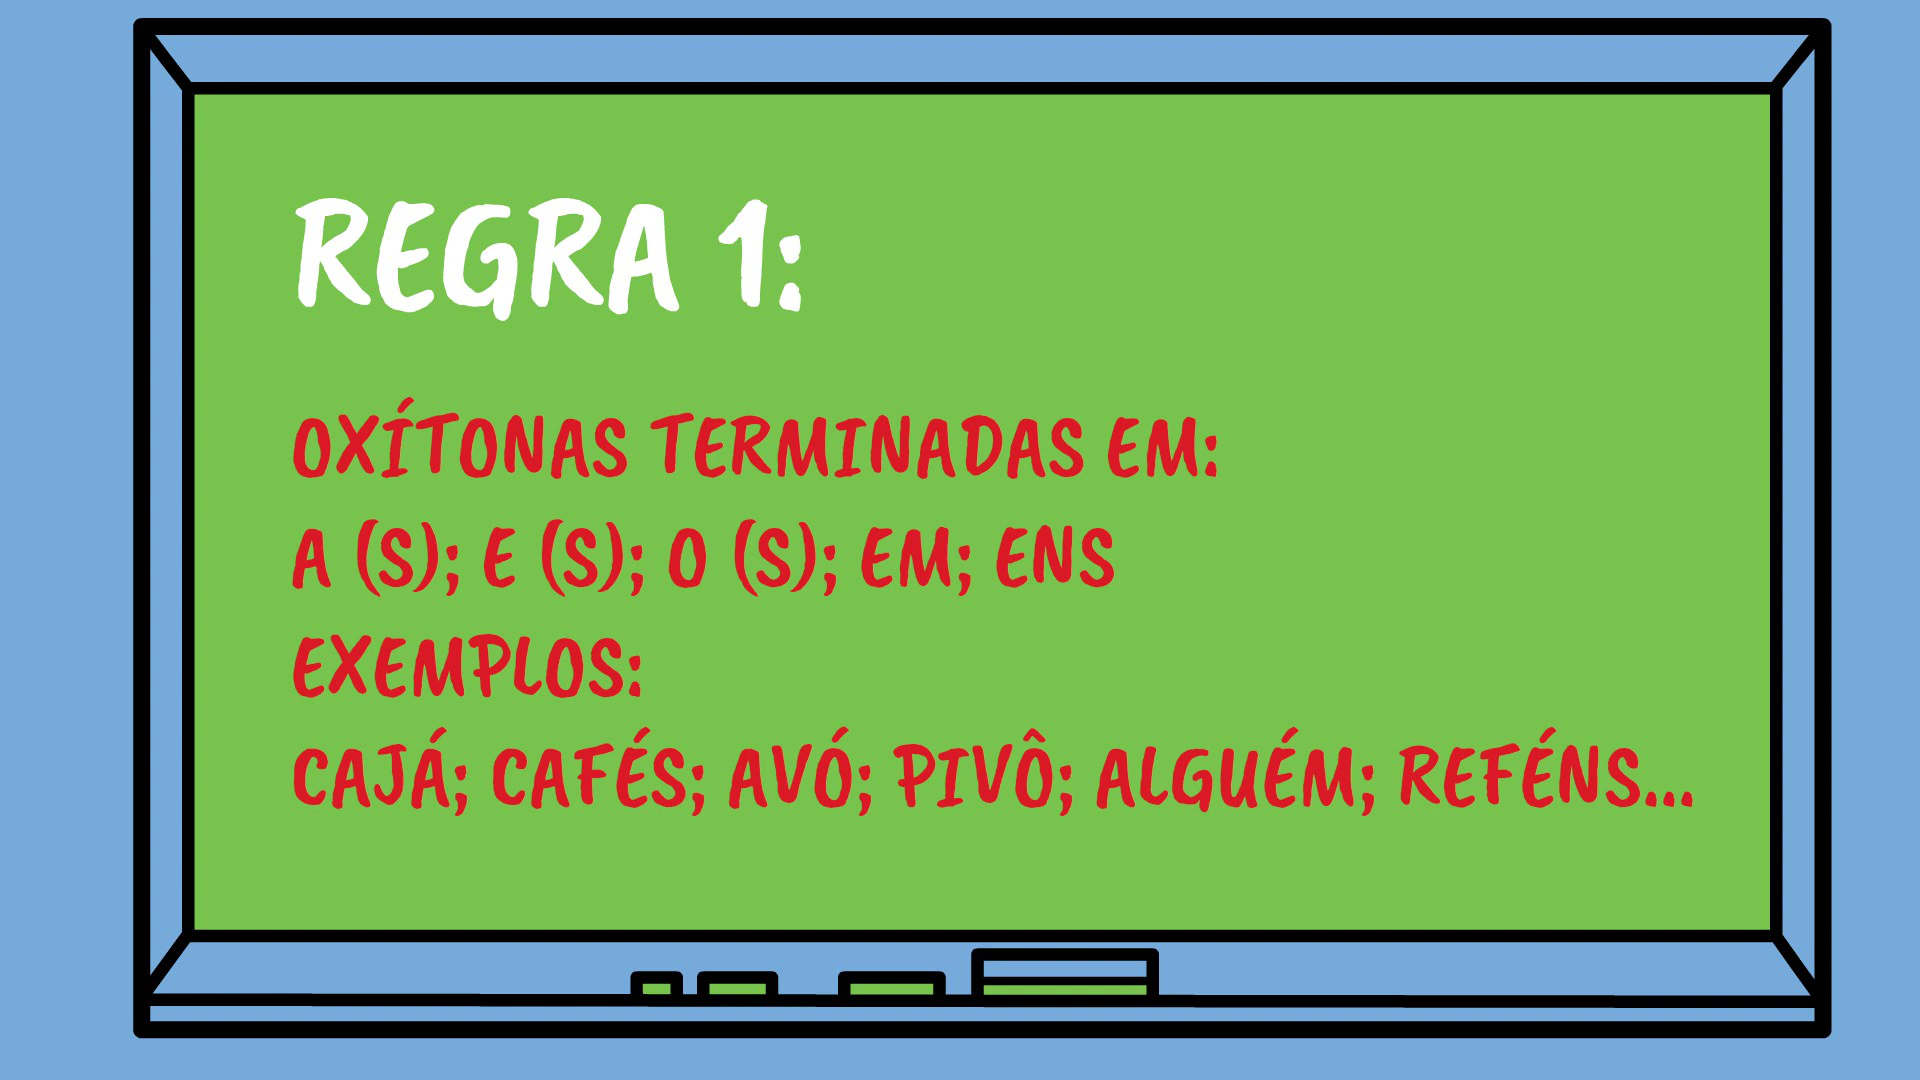 REGRA 1:
OXÍTONAS TERMINADAS EM:
A (S); E (S); O (S); EM; ENS
EXEMPLOS:
CAJÁ; CAFÉS; AVÓ; PIVÔ; ALGUÉM; REFÉNS...